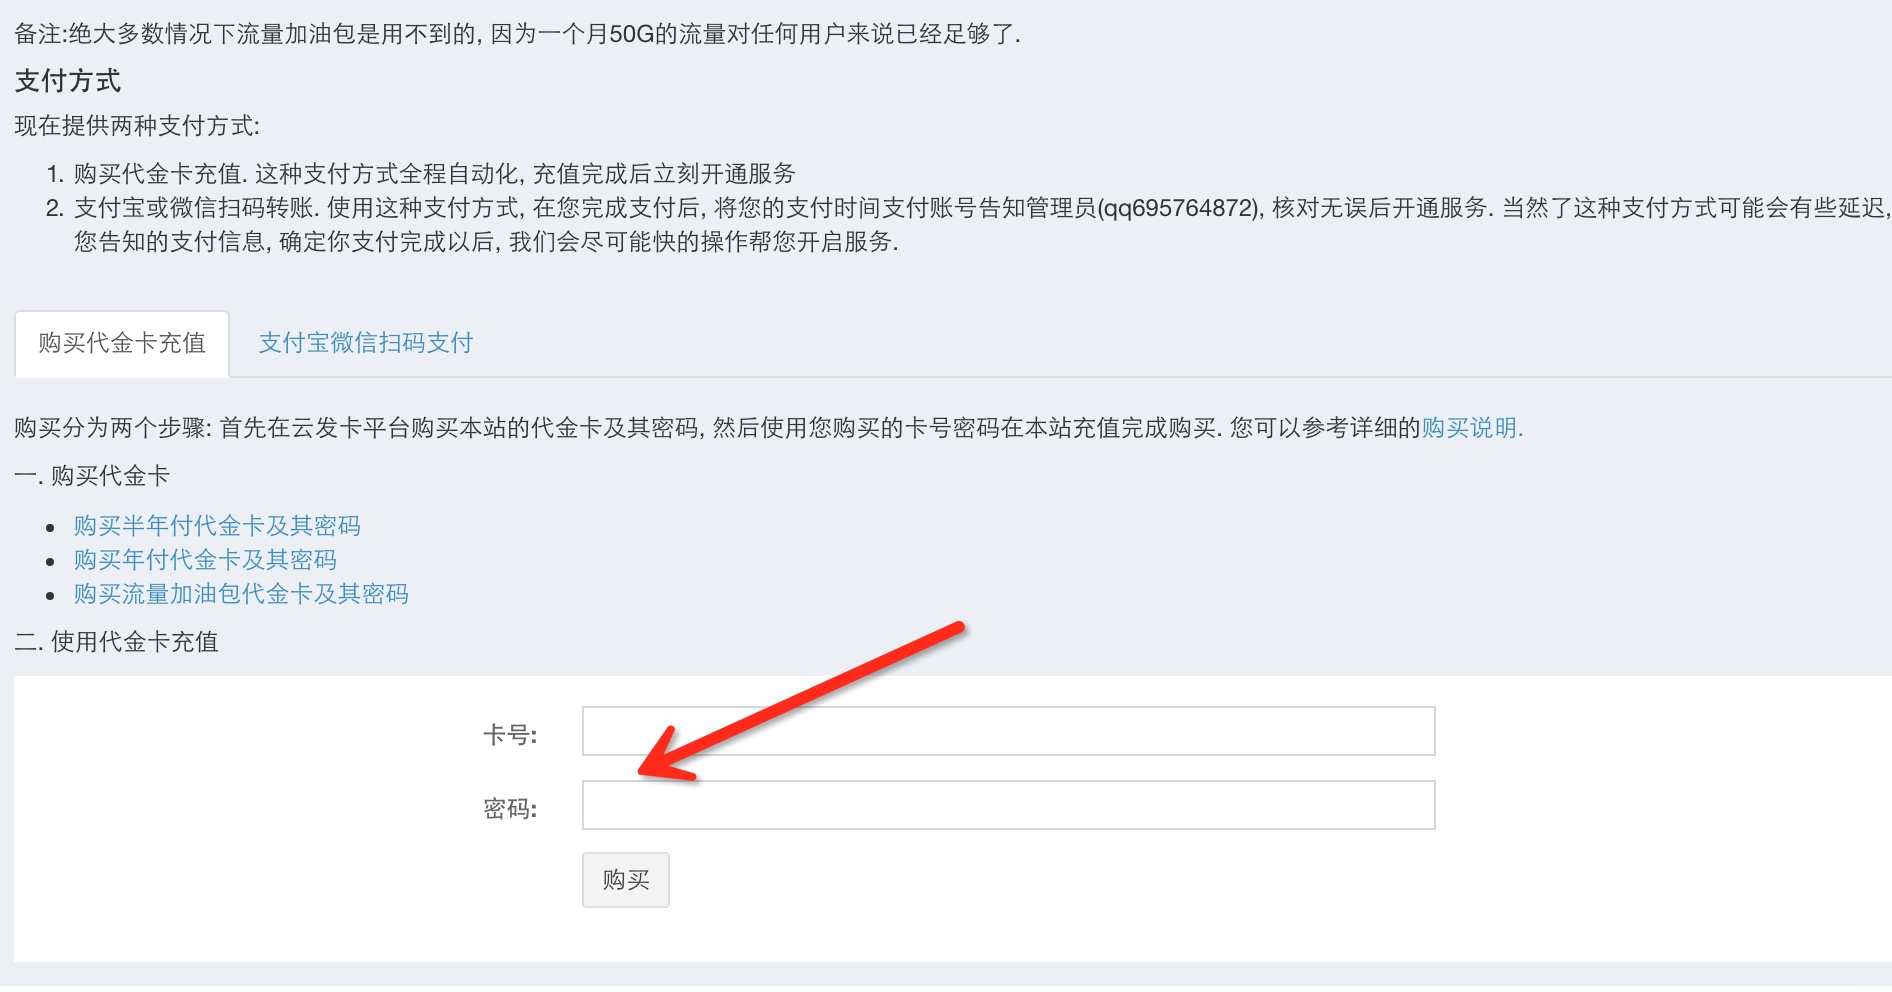 备注:绝大多数情况下流量加油包是用不到的, 因为一个月50G的流量对任何用户来说已经足够了.
支付方式
现在提供两种支付方式:
1. 购买代金卡充值. 这种支付方式全程自动化, 充值完成后立刻开通服务
2. 支付宝或微信扫码转账. 使用这种支付方式, 在您完成支付后, 将您的支付时间支付账号告知管理员(qq695764872), 核对无误后开通服务. 当然了这种支付方式可能会有些延迟,
您告知的支付信息, 确定你支付完成以后, 我们会尽可能快的操作帮您开启服务.
购买代金卡充值 支付宝微信扫码支付
购买分为两个步骤: 首先在云发卡平台购买本站的代金卡及其密码, 然后使用您购买的卡号密码在本站充值完成购买. 您可以参考详细的购买说明.
一. 购买代金卡
• 购买半年付代金卡及其密码
• 购买年付代金卡及其密码
• 购买流量加油包代金卡及其密码
二. 使用代金卡充值
卡号:
密码:
购买